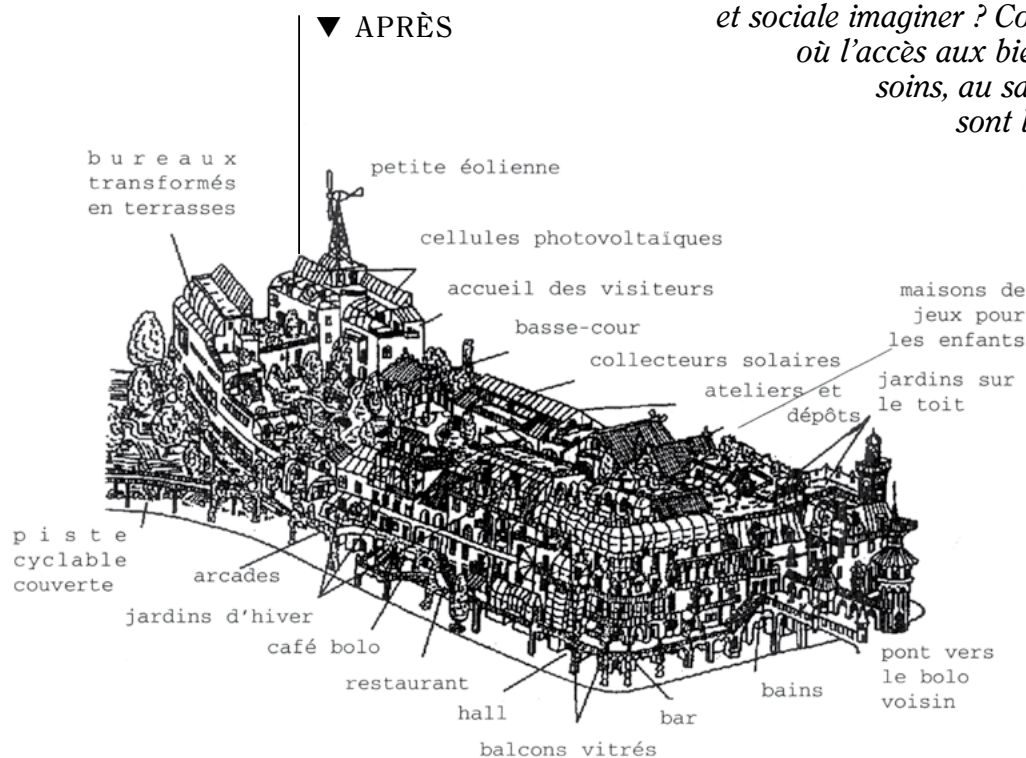 ▼ APRÈS
et sociale imaginer ? Co
où l'accès aux bie
soins, au sa
sont l
bureaux
transformés
en terrasses
petite éolienne
cellules photovoltaïques
accueil des visiteurs
basse-cour
collecteurs solaires
maisons de
jeux pour
les enfants
ateliers et
dépôts
jardins sur
le toit
piste
cyclable
couverte
arcades
jardins d'hiver
café bolo
restaurant
hall
balcons vitrés
bar
bains
pont vers
le bolo
voisin